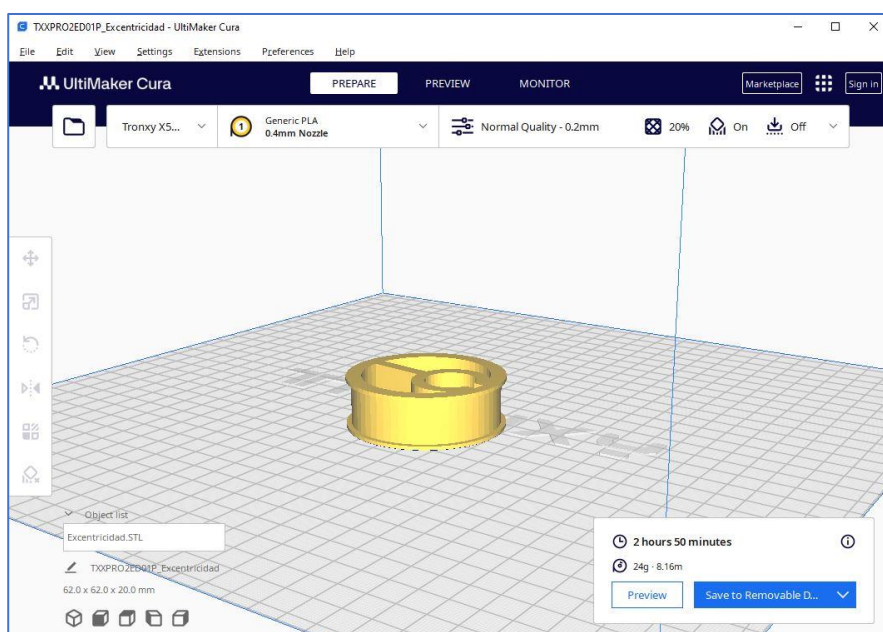 TXXPRO2ED01P_Excentricidad - UltiMaker Cura
File Edit View Settings Extensions Preferences Help
UltiMaker Cura PREPARE PREVIEW MONITOR Marketplace Sign in
Tronxy X5... 1 Generic PLA
0.4mm Nozzle
Normal Quality - 0.2mm 20% On Off
Object list
Excentricidad.STL
TXXPRO2ED01P_Excentricidad
62.0 x 62.0 x 20.0 mm
2 hours 50 minutes
24g · 8.16m
Preview Save to Removable D...